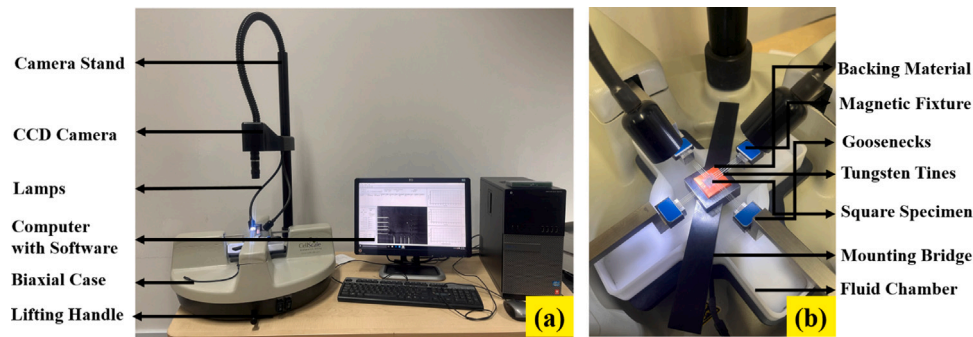 Camera Stand
CCD Camera
Lamps
Computer
with Software
Biaxial Case
Lifting Handle
CellScale
(a)
Backing Material
Magnetic Fixture
Goosenecks
Tungsten Tines
Square Specimen
Mounting Bridge
Fluid Chamber
(b)